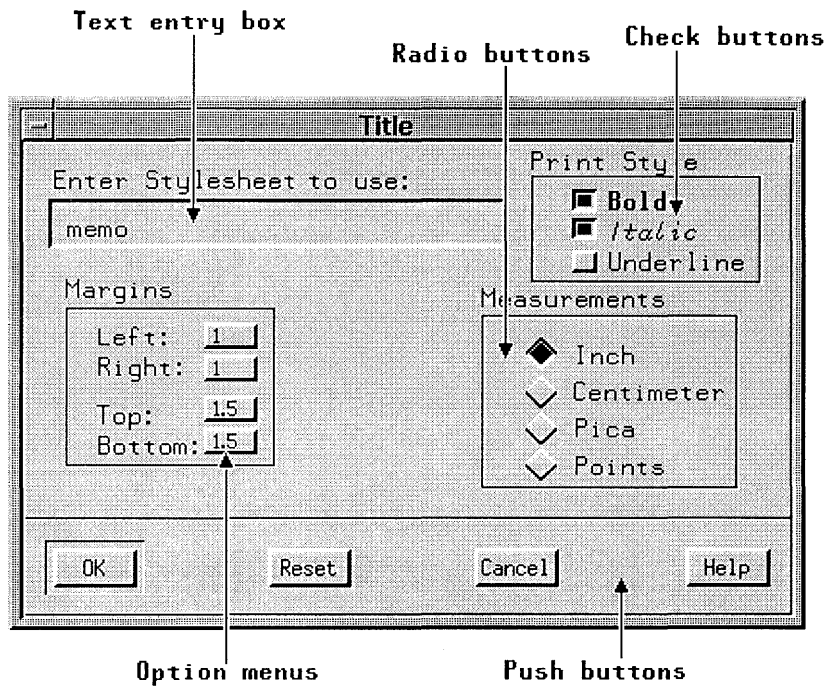 Text entry box
Radio buttons
Check buttons
Title
Enter Stylesheet to use:
memo
Print Style
Bold
Italic
Underline
Margins
Left: 1
Right: 1
Top: 1.5
Bottom: 1.5
Measurements
Inch
Centimeter
Pica
Points
OK
Reset
Cancel
Help
Option menus
Push buttons